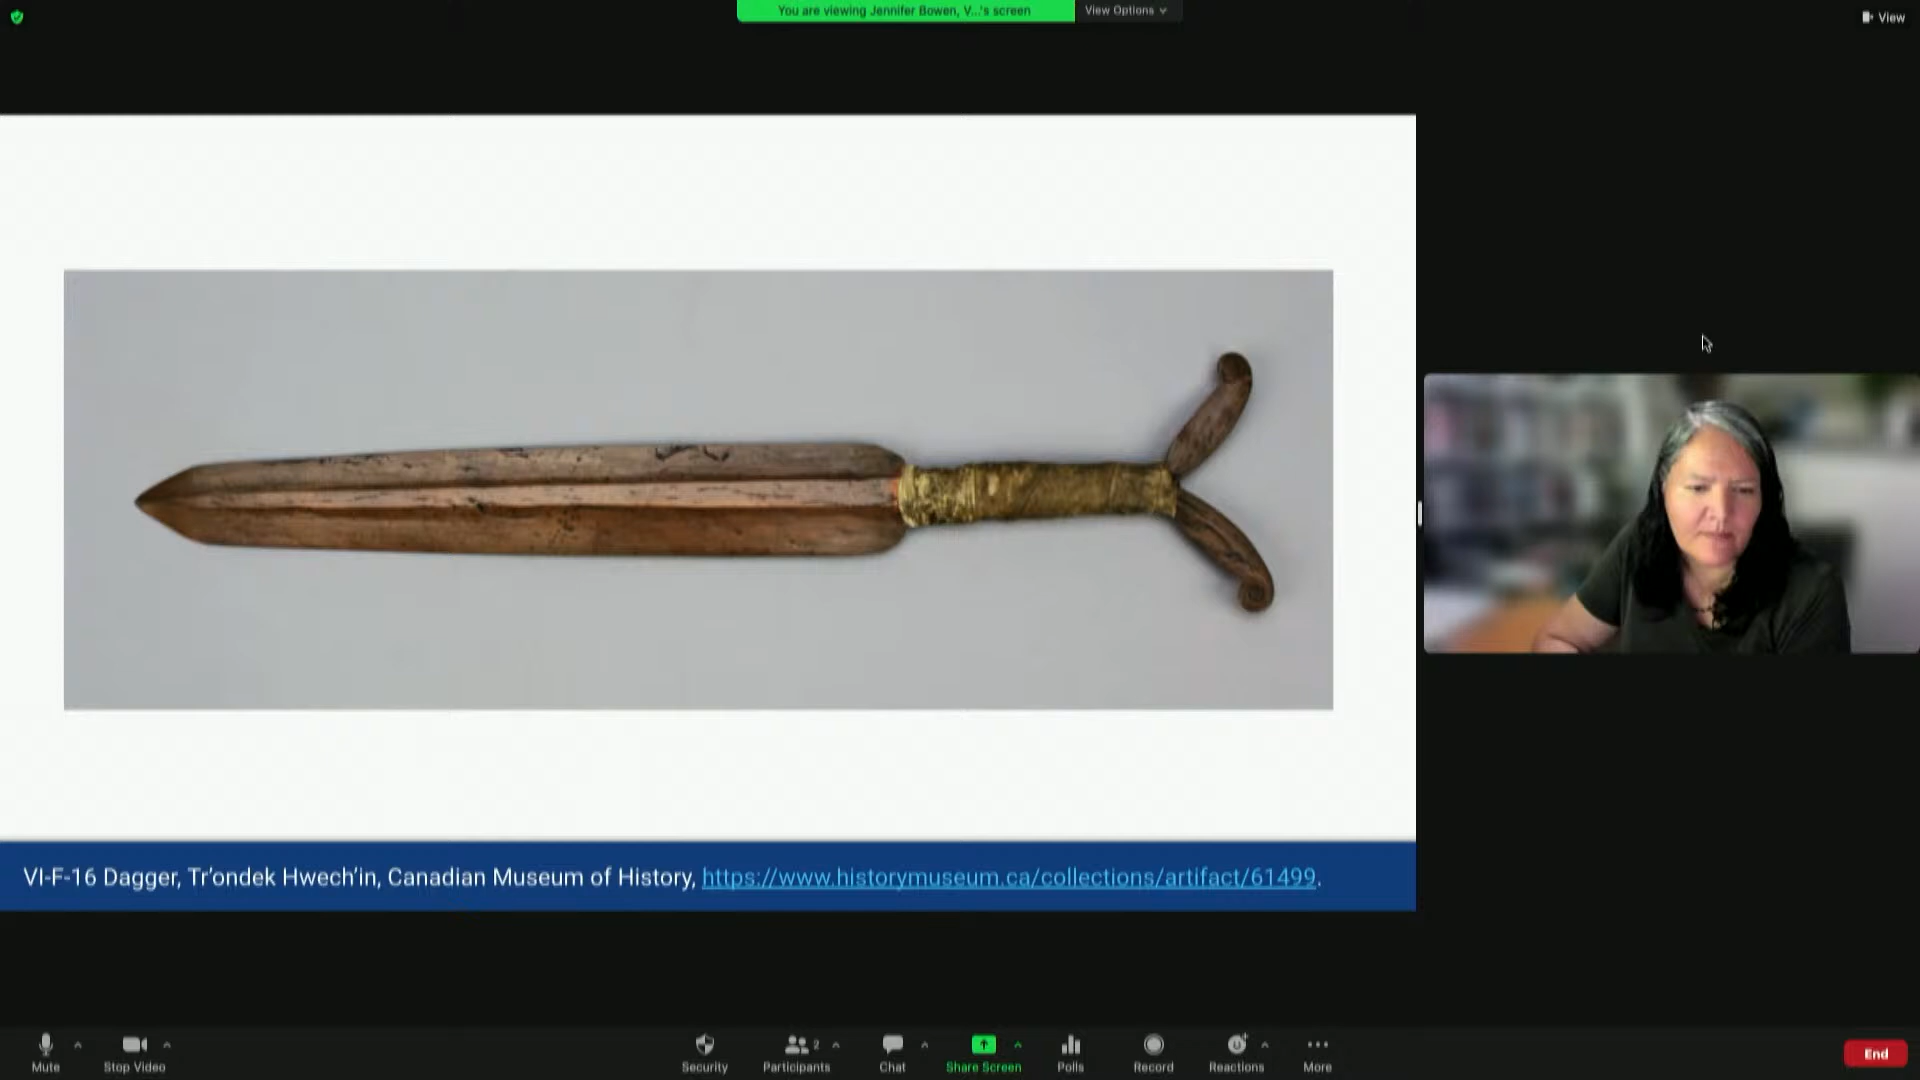 You are viewing Jennifer Bowen, V...'s screen
View Options
View
VI-F-16 Dagger, Tr'ondek Hwech'in, Canadian Museum of History, https://www.historymuseum.ca/collections/artifact/61499.
Mute
Stop Video
Security
2
Participants
Chat
Share Screen
Polls
Record
Reactions
More
End